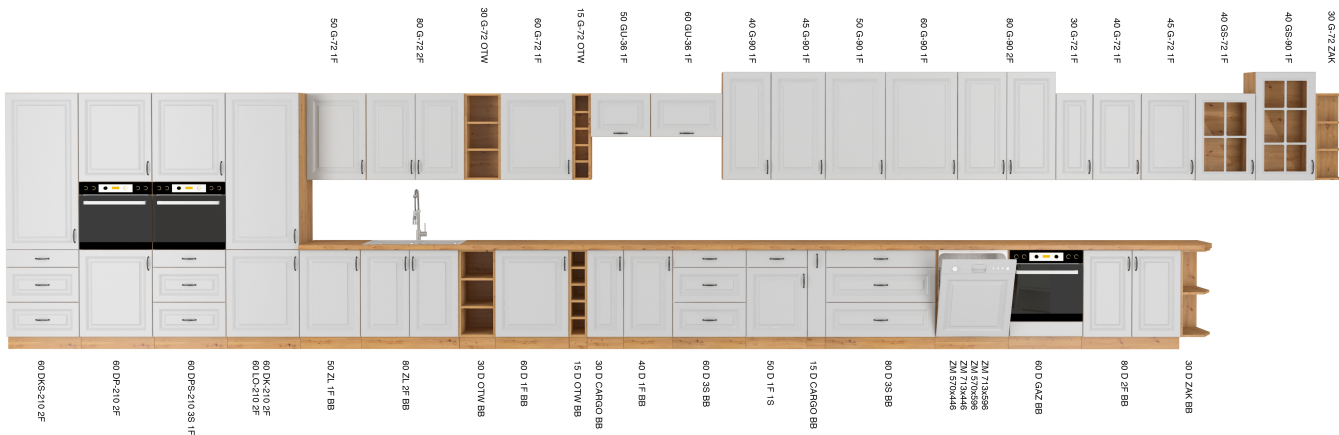 50 G-72 1F
80 G-72 2F
30 G-72 OTW
60 G-72 1F
15 G-72 OTW
50 GU-36 1F
60 GU-36 1F
40 G-90 1F
45 G-90 1F
50 G-90 1F
60 G-90 1F
80 G-90 2F
30 G-72 1F
40 G-72 1F
45 G-72 1F
40 GS-72 1F
40 GS-90 1F
30 G-72 ZAK
60 DKS-210 2F
60 DP-210 2F
60 DPS-210 3S 1F
60 DK-210 2F
60 LO-210 2F
50 ZL 1F BB
80 ZL 2F BB
30 D OTW BB
60 D 1F BB
15 D OTW BB
30 D CARGO BB
40 D 1F BB
60 D 3S BB
50 D 1F 1S
15 D CARGO BB
80 D 3S BB
ZM 713x596
ZM 570x596
ZM 713x446
ZM 570x446
60 D GAZ BB
80 D 2F BB
30 D ZAK BB